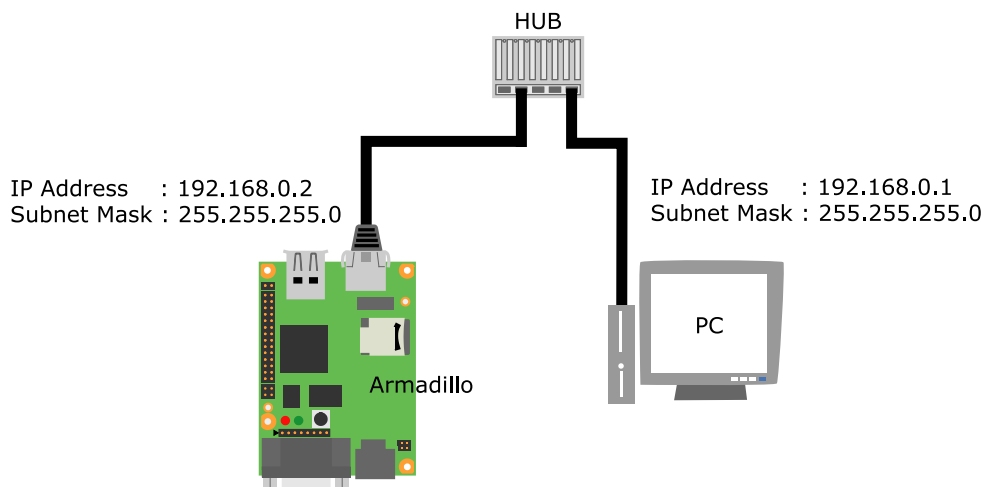 HUB
IP Address : 192.168.0.2
Subnet Mask : 255.255.255.0
IP Address : 192.168.0.1
Subnet Mask : 255.255.255.0
PC
Armadillo